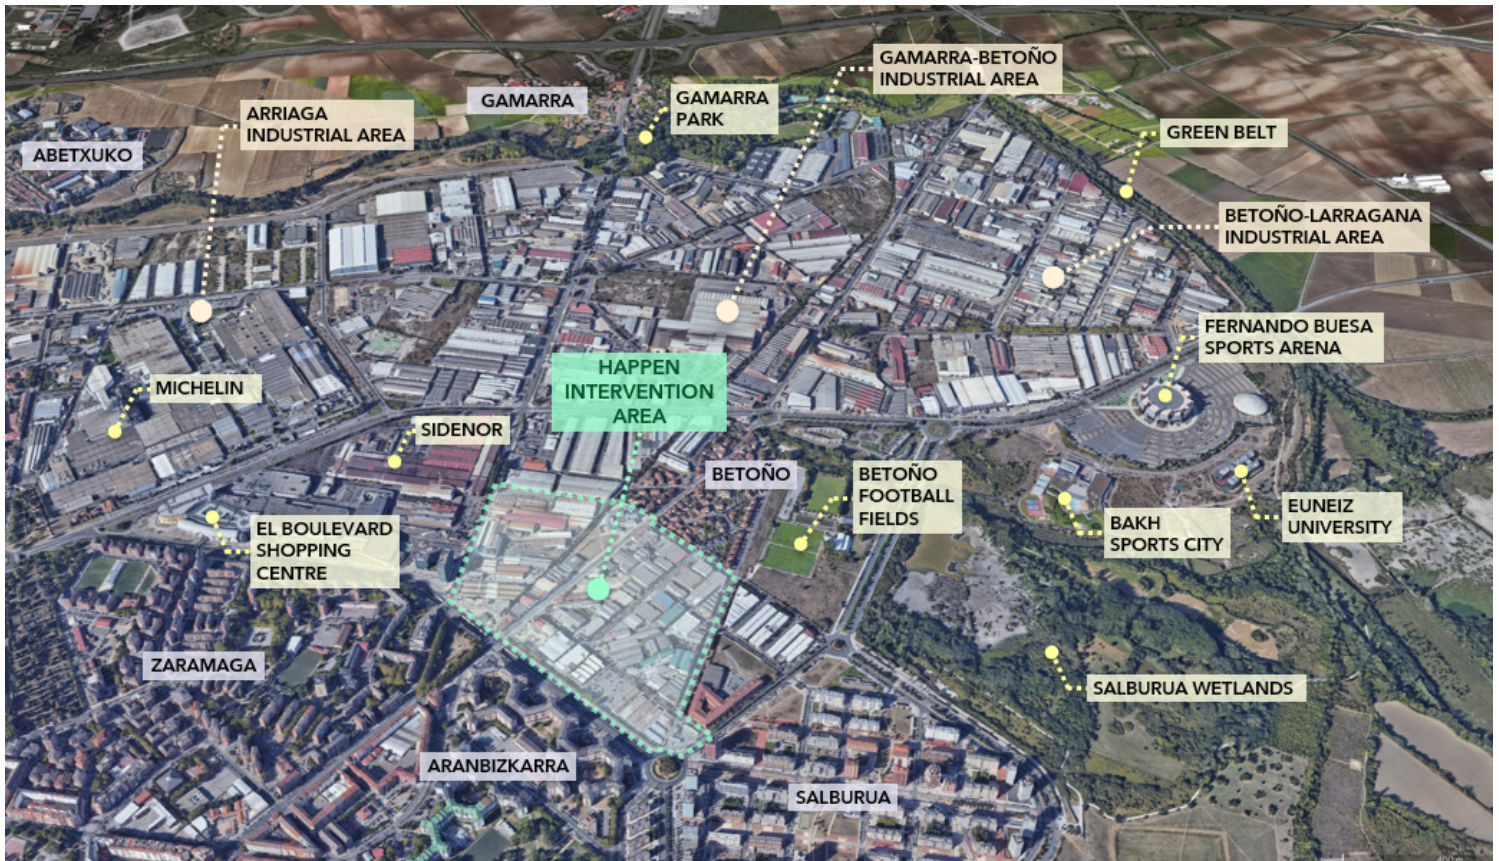 GAMARRA-BETOÑO
INDUSTRIAL AREA
GAMARRA
GAMARRA
PARK
ARRIAGA
INDUSTRIAL AREA
GREEN BELT
ABETXUKO
BETOÑO-LARRAGANA
INDUSTRIAL AREA
FERNANDO BUESA
SPORTS ARENA
HAPPEN
INTERVENTION
AREA
MICHELIN
SIDENOR
BETOÑO
BETOÑO
FOOTBALL
FIELDS
EUNEIZ
UNIVERSITY
BAKH
SPORTS CITY
EL BOULEVARD
SHOPPING
CENTRE
ZARAMAGA
SALBURUA WETLANDS
ARANBIZKARRA
SALBURUA